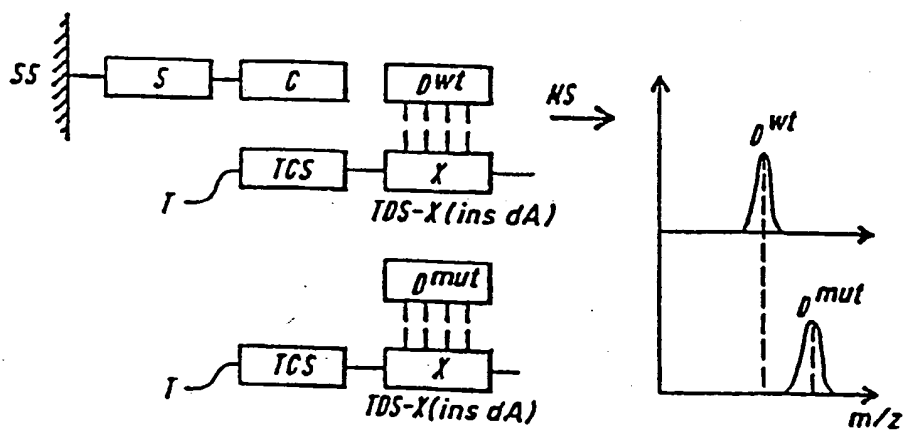 SS
S
C
D wt
MS
T
TCS
X
TDS-X(ins dA)
D mut
T
TCS
X
TDS-X(ins dA)
D wt
D mut
m/z